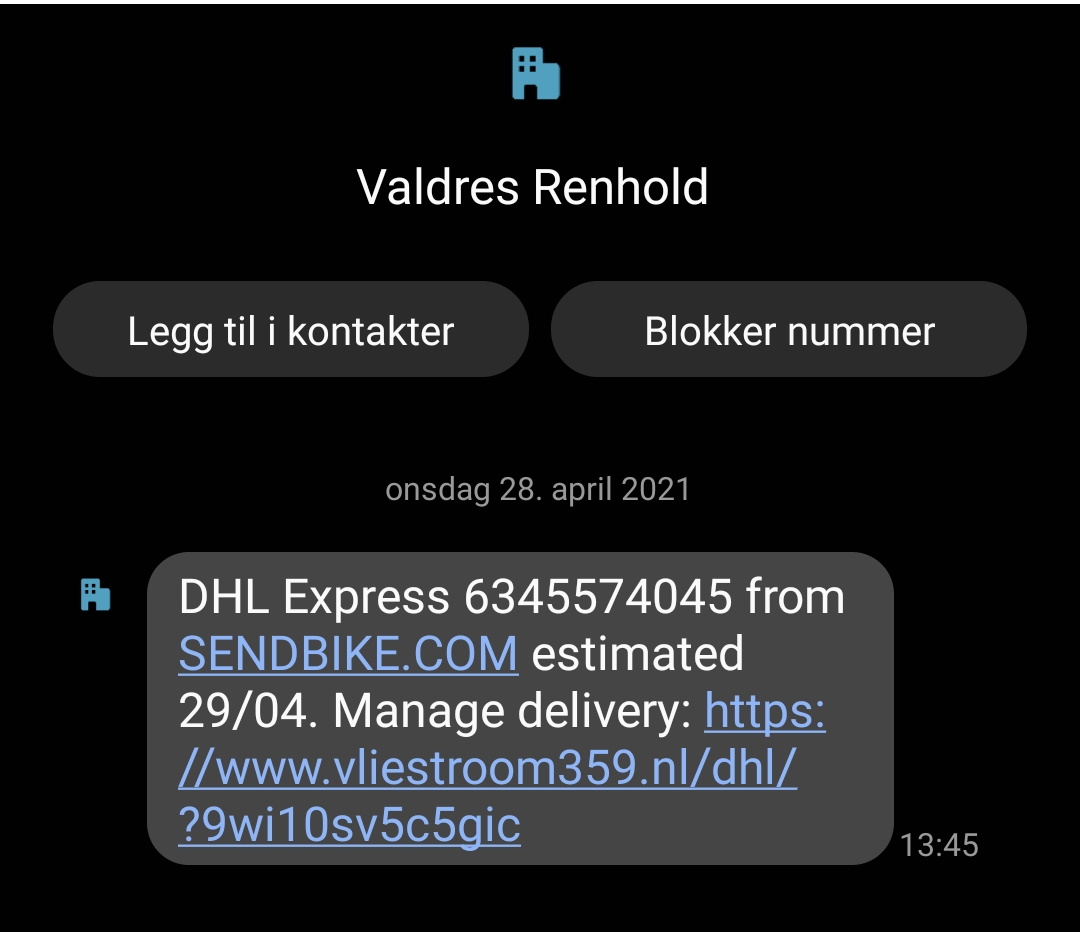 Valdres Renhold
Legg til i kontakter
Blokker nummer
onsdag 28. april 2021
DHL Express 6345574045 from
SENDBIKE.COM estimated
29/04. Manage delivery: https:
//www.vliestroom359.nl/dhl/
?9wi10sv5c5gic
13:45